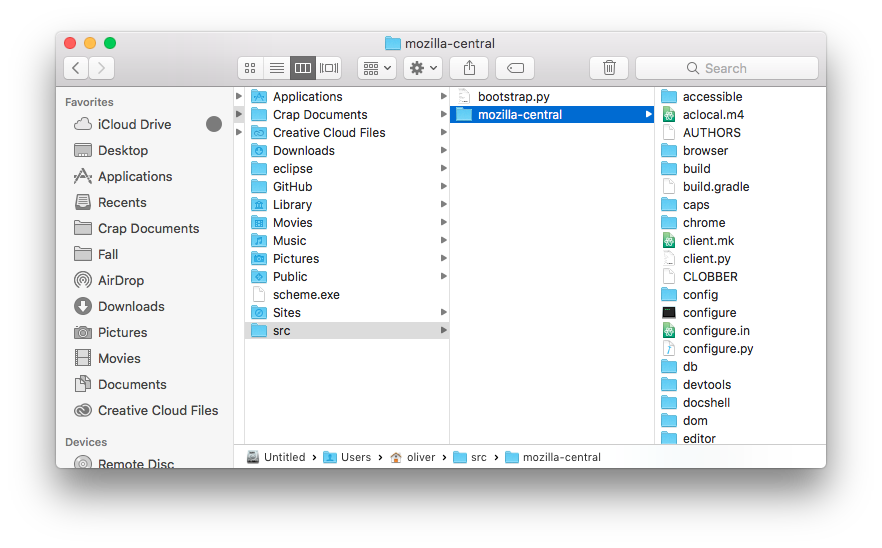 mozilla-central
Search
Favorites
iCloud Drive
Desktop
Applications
Recents
Crap Documents
Fall
AirDrop
Downloads
Pictures
Movies
Documents
Creative Cloud Files
Devices
Remote Disc
Applications
Crap Documents
Creative Cloud Files
Downloads
eclipse
GitHub
Library
Movies
Music
Pictures
Public
scheme.exe
Sites
src
bootstrap.py
mozilla-central
accessible
aclocal.m4
AUTHORS
browser
build
build.gradle
caps
chrome
client.mk
client.py
CLOBBER
config
configure
configure.in
configure.py
db
devtools
docshell
dom
editor
Untitled › Users › oliver › src › mozilla-central